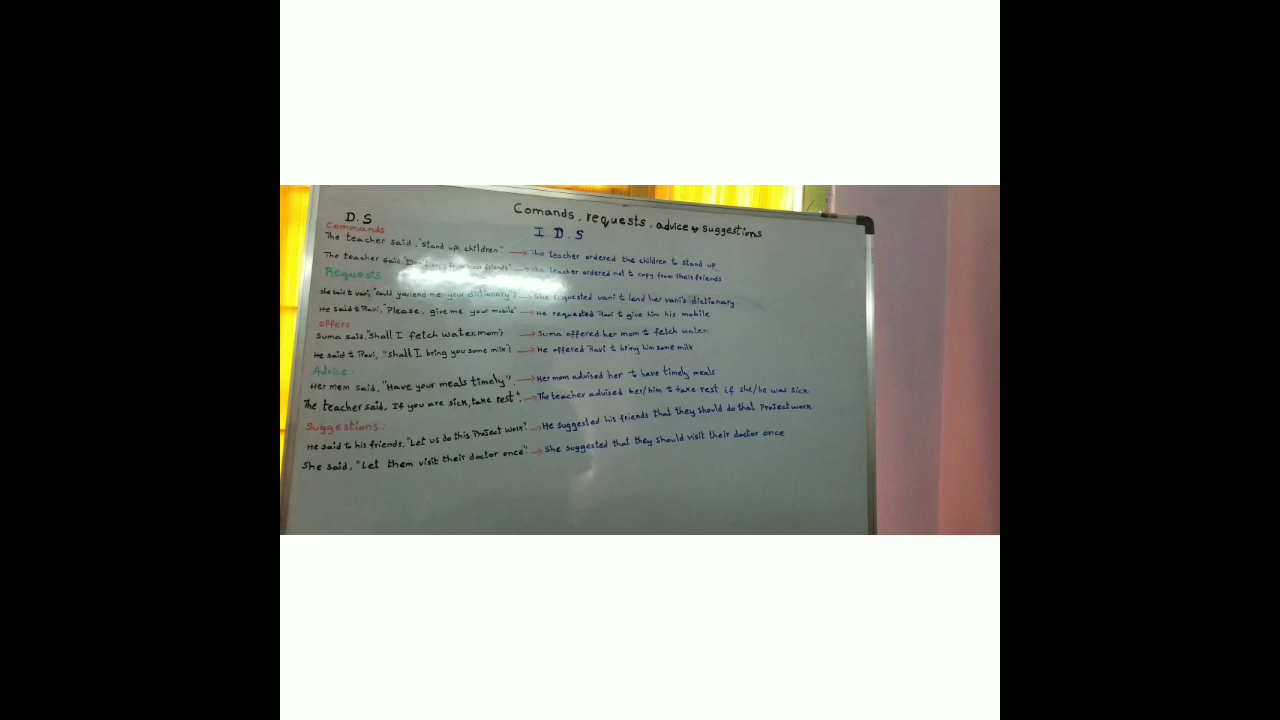 Comands, requests, advice & suggestions
D.S
I.D.S
Commands
The teacher said, "Stand up, children" → The teacher ordered the children to stand up.
The teacher said, "Don't copy from your friends" → The teacher ordered not to copy from their friends
Requests
She said to vani, "Could you lend me your dictionary? → She requested vani to lend her vani's dictionary
He said to Ravi, "Please, give me your mobile" → He requested Ravi to give him his mobile
offers
Suma said, "Shall I fetch water, mom? → Suma offered her mom to fetch water.
He said to Ravi, "Shall I bring you some milk? → He offered Ravi to bring him some milk
Advice:
Her mom said, "Have your meals timely". → Her mom advised her to have timely meals
The teacher said, If you are sick, take rest". → The teacher advised her/him to take rest if she/he was sick.
Suggestions:
He said to his friends, "Let us do this Project work". → He suggested his friends that they should do that Project work.
She said, "Let them visit their doctor once". → She suggested that they should visit their doctor once